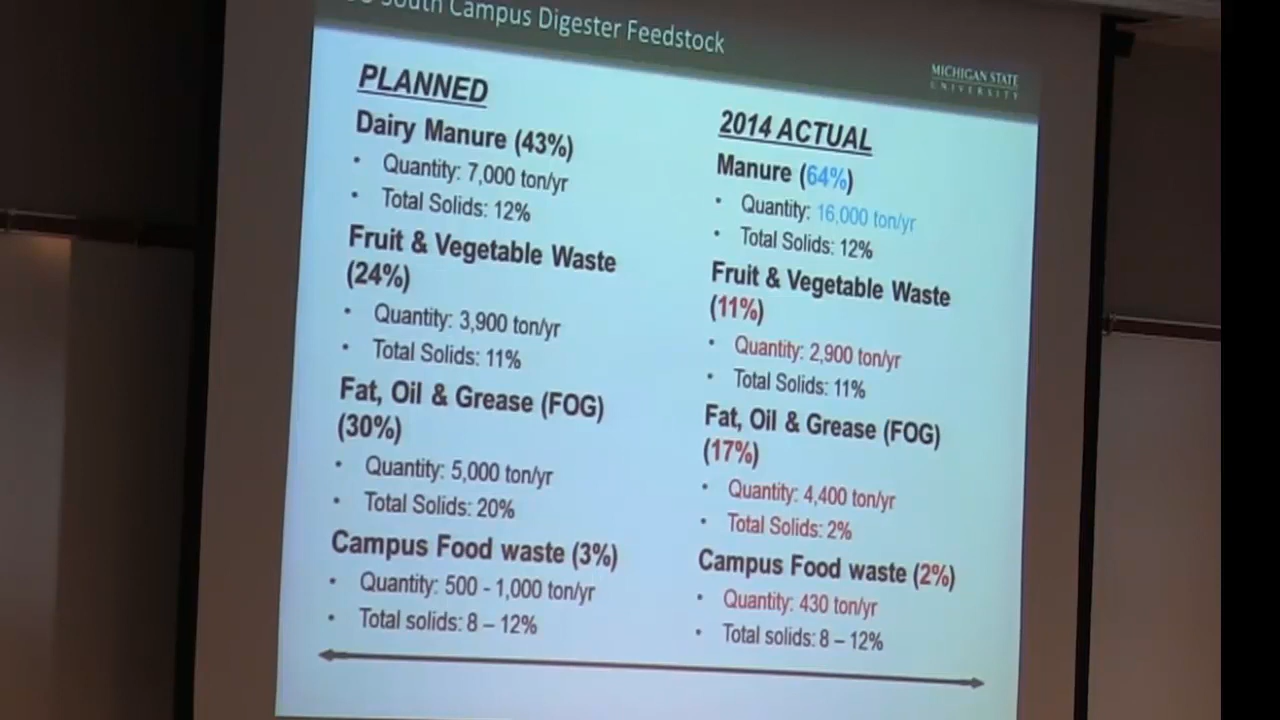 South Campus Digester Feedstock
MICHIGAN STATE
UNIVERSITY
PLANNED
Dairy Manure (43%)
• Quantity: 7,000 ton/yr
• Total Solids: 12%
Fruit & Vegetable Waste
(24%)
• Quantity: 3,900 ton/yr
• Total Solids: 11%
Fat, Oil & Grease (FOG)
(30%)
• Quantity: 5,000 ton/yr
• Total Solids: 20%
Campus Food waste (3%)
• Quantity: 500 - 1,000 ton/yr
• Total solids: 8 – 12%
2014 ACTUAL
Manure (64%)
• Quantity: 16,000 ton/yr
• Total Solids: 12%
Fruit & Vegetable Waste
(11%)
• Quantity: 2,900 ton/yr
• Total Solids: 11%
Fat, Oil & Grease (FOG)
(17%)
• Quantity: 4,400 ton/yr
• Total Solids: 2%
Campus Food waste (2%)
• Quantity: 430 ton/yr
• Total solids: 8 – 12%